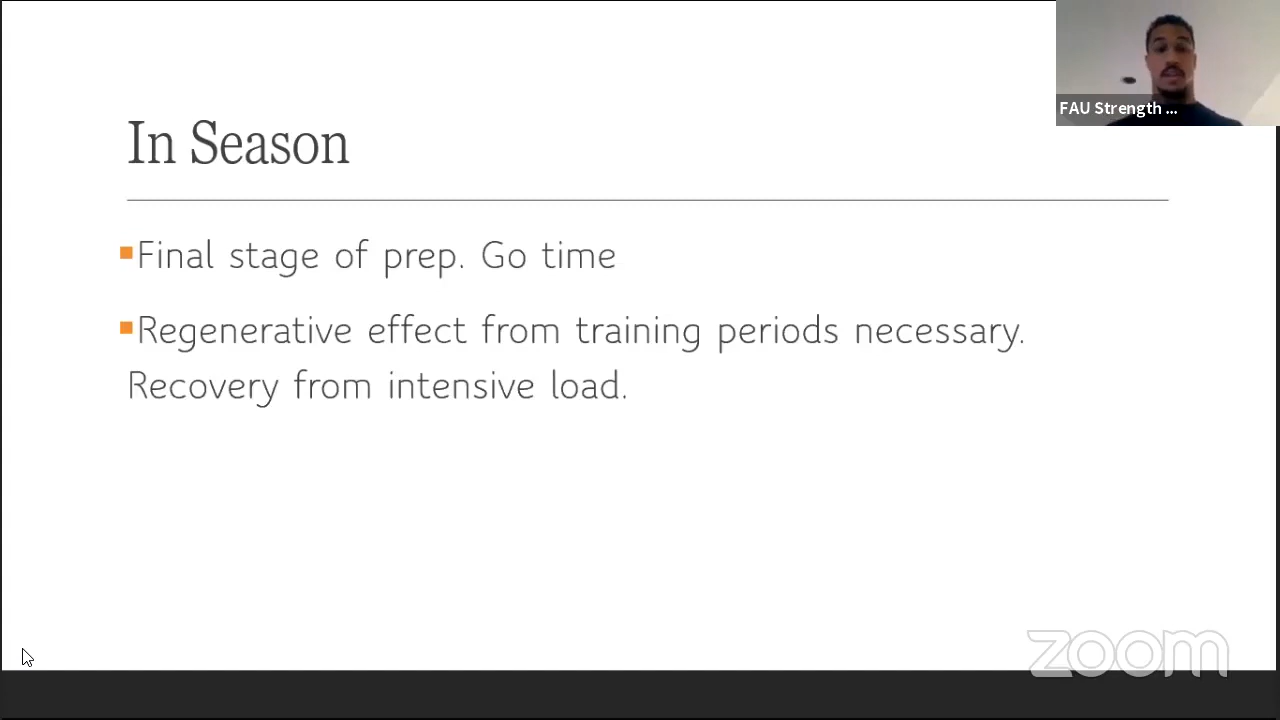 FAU Strength ...
In Season
Final stage of prep. Go time
Regenerative effect from training periods necessary.
Recovery from intensive load.
zoom